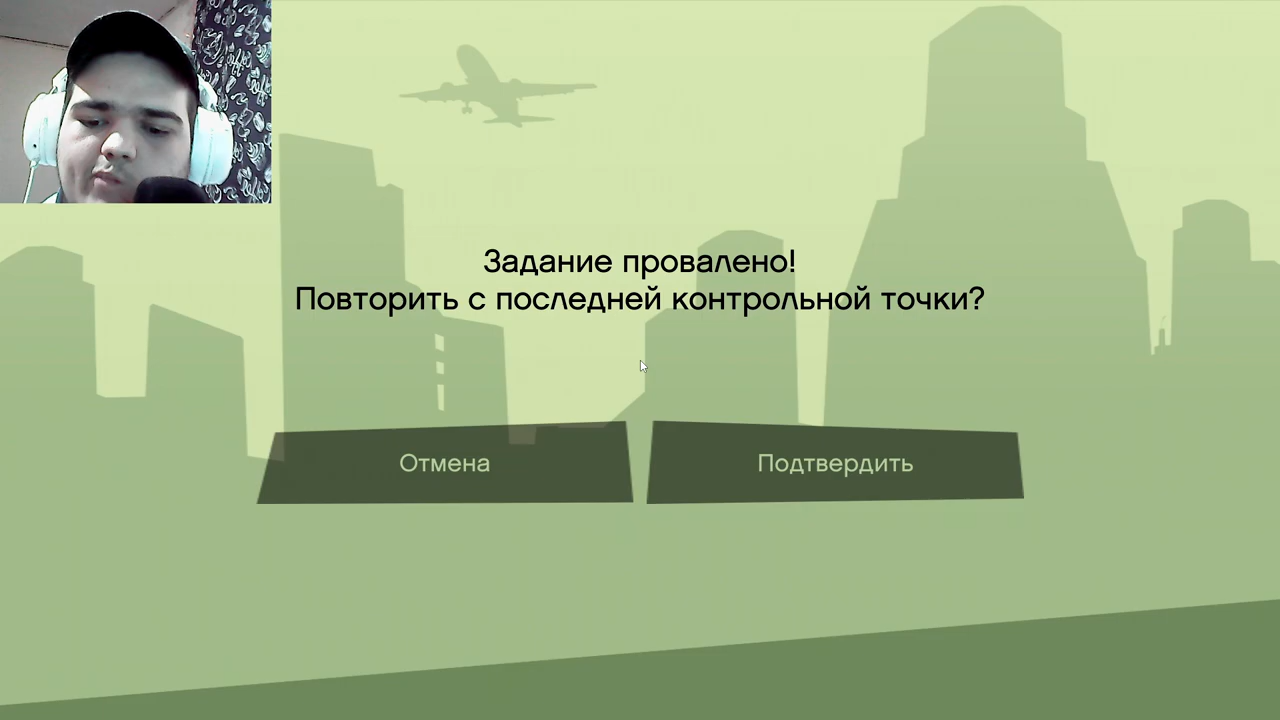 Задание провалено!
Повторить с последней контрольной точки?
Отмена
Подтвердить